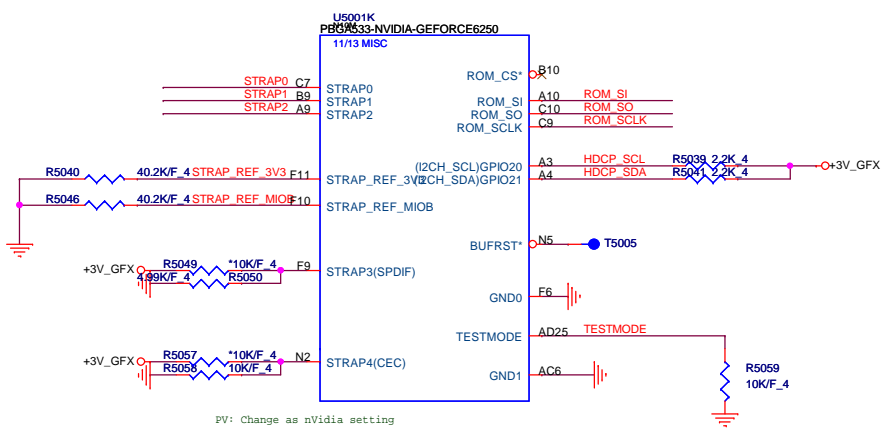 U5001K
N10M
PBGA533-NVIDIA-GEFORCE6250
11/13 MISC
STRAP0 C7 STRAP0
STRAP1 B9 STRAP1
STRAP2 A9 STRAP2
ROM_CS* B10
ROM_SI A10 ROM_SI
ROM_SO C10 ROM_SO
ROM_SCLK C9 ROM_SCLK
R5040 40.2K/F_4 STRAP_REF_3V3 F11 STRAP_REF_3V3
R5046 40.2K/F_4 STRAP_REF_MIOB F10 STRAP_REF_MIOB
(I2CH_SCL)GPIO20 A3 HDCP_SCL R5039 2.2K_4
(I2CH_SDA)GPIO21 A4 HDCP_SDA R5041 2.2K_4
+3V_GFX
BUFRST* N5 T5005
+3V_GFX R5049 *10K/F_4 F9 STRAP3(SPDIF)
4.99K/F_4 R5050
GND0 F6
TESTMODE AD25 TESTMODE
+3V_GFX R5057 *10K/F_4 N2 STRAP4(CEC)
R5058 10K/F_4
GND1 AC6
R5059
10K/F_4
PV: Change as nVidia setting